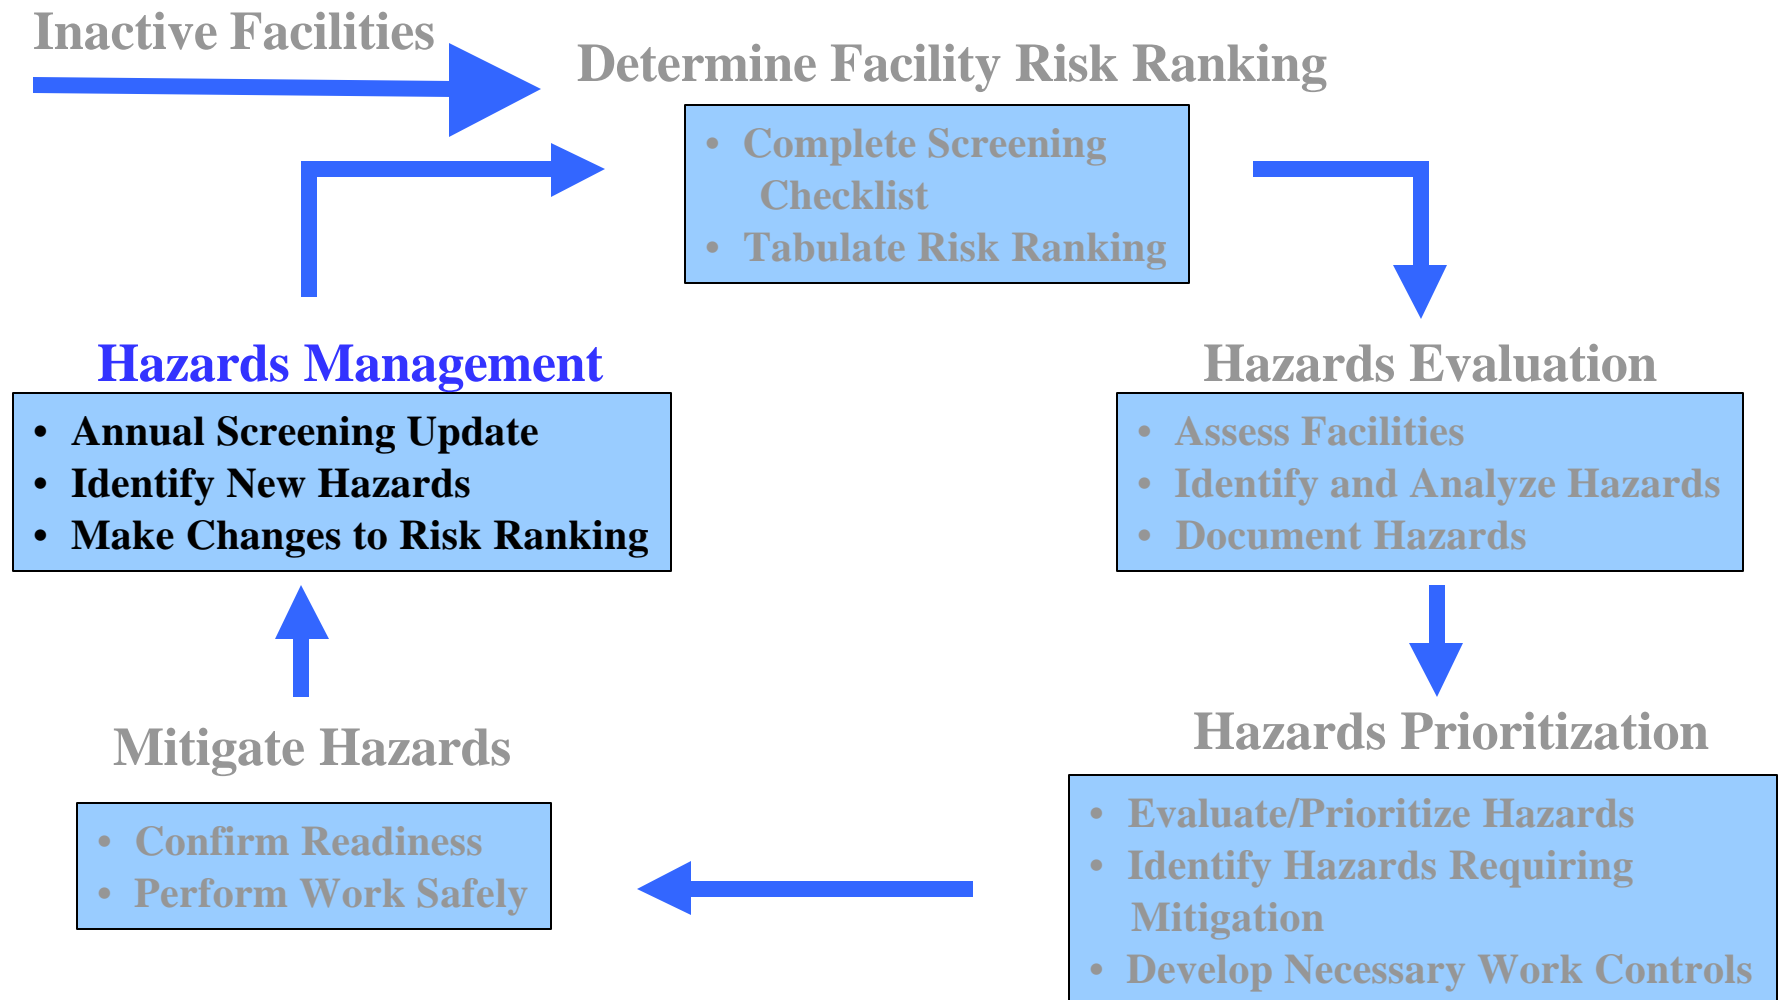 Inactive Facilities
Determine Facility Risk Ranking
• Complete Screening
Checklist
• Tabulate Risk Ranking
Hazards Management
• Annual Screening Update
• Identify New Hazards
• Make Changes to Risk Ranking
Hazards Evaluation
• Assess Facilities
• Identify and Analyze Hazards
• Document Hazards
Hazards Prioritization
• Evaluate/Prioritize Hazards
• Identify Hazards Requiring
Mitigation
• Develop Necessary Work Controls
Mitigate Hazards
• Confirm Readiness
• Perform Work Safely